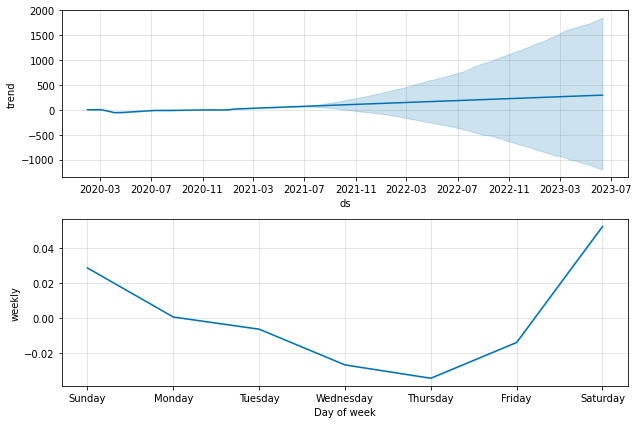 2000
1500
1000
500
0
−500
−1000
trend
2020-03 2020-07 2020-11 2021-03 2021-07 2021-11 2022-03 2022-07 2022-11 2023-03 2023-07
ds
0.04
0.02
0.00
−0.02
weekly
Sunday Monday Tuesday Wednesday Thursday Friday Saturday
Day of week